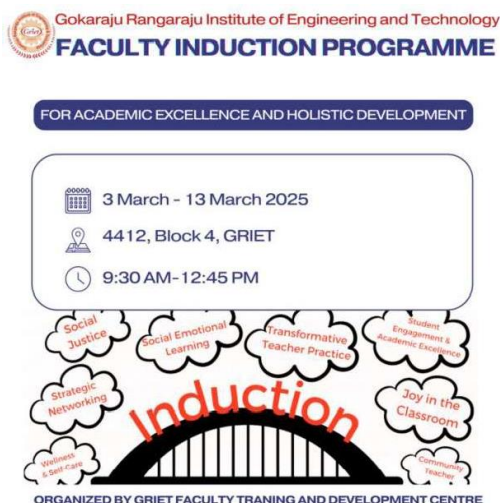 Gokaraju Rangaraju Institute of Engineering and Technology
Griet
FACULTY INDUCTION PROGRAMME
FOR ACADEMIC EXCELLENCE AND HOLISTIC DEVELOPMENT
3 March - 13 March 2025
4412, Block 4, GRIET
9:30 AM-12:45 PM
Social
Justice
Social Emotional
Learning
Transformative
Teacher Practice
Student
Engagement &
Academic Excellence
Strategic
Networking
Induction
Joy in the
Classroom
Wellness
& Self-Care
Community
Teacher
ORGANIZED BY GRIET FACULTY TRANING AND DEVELOPMENT CENTRE